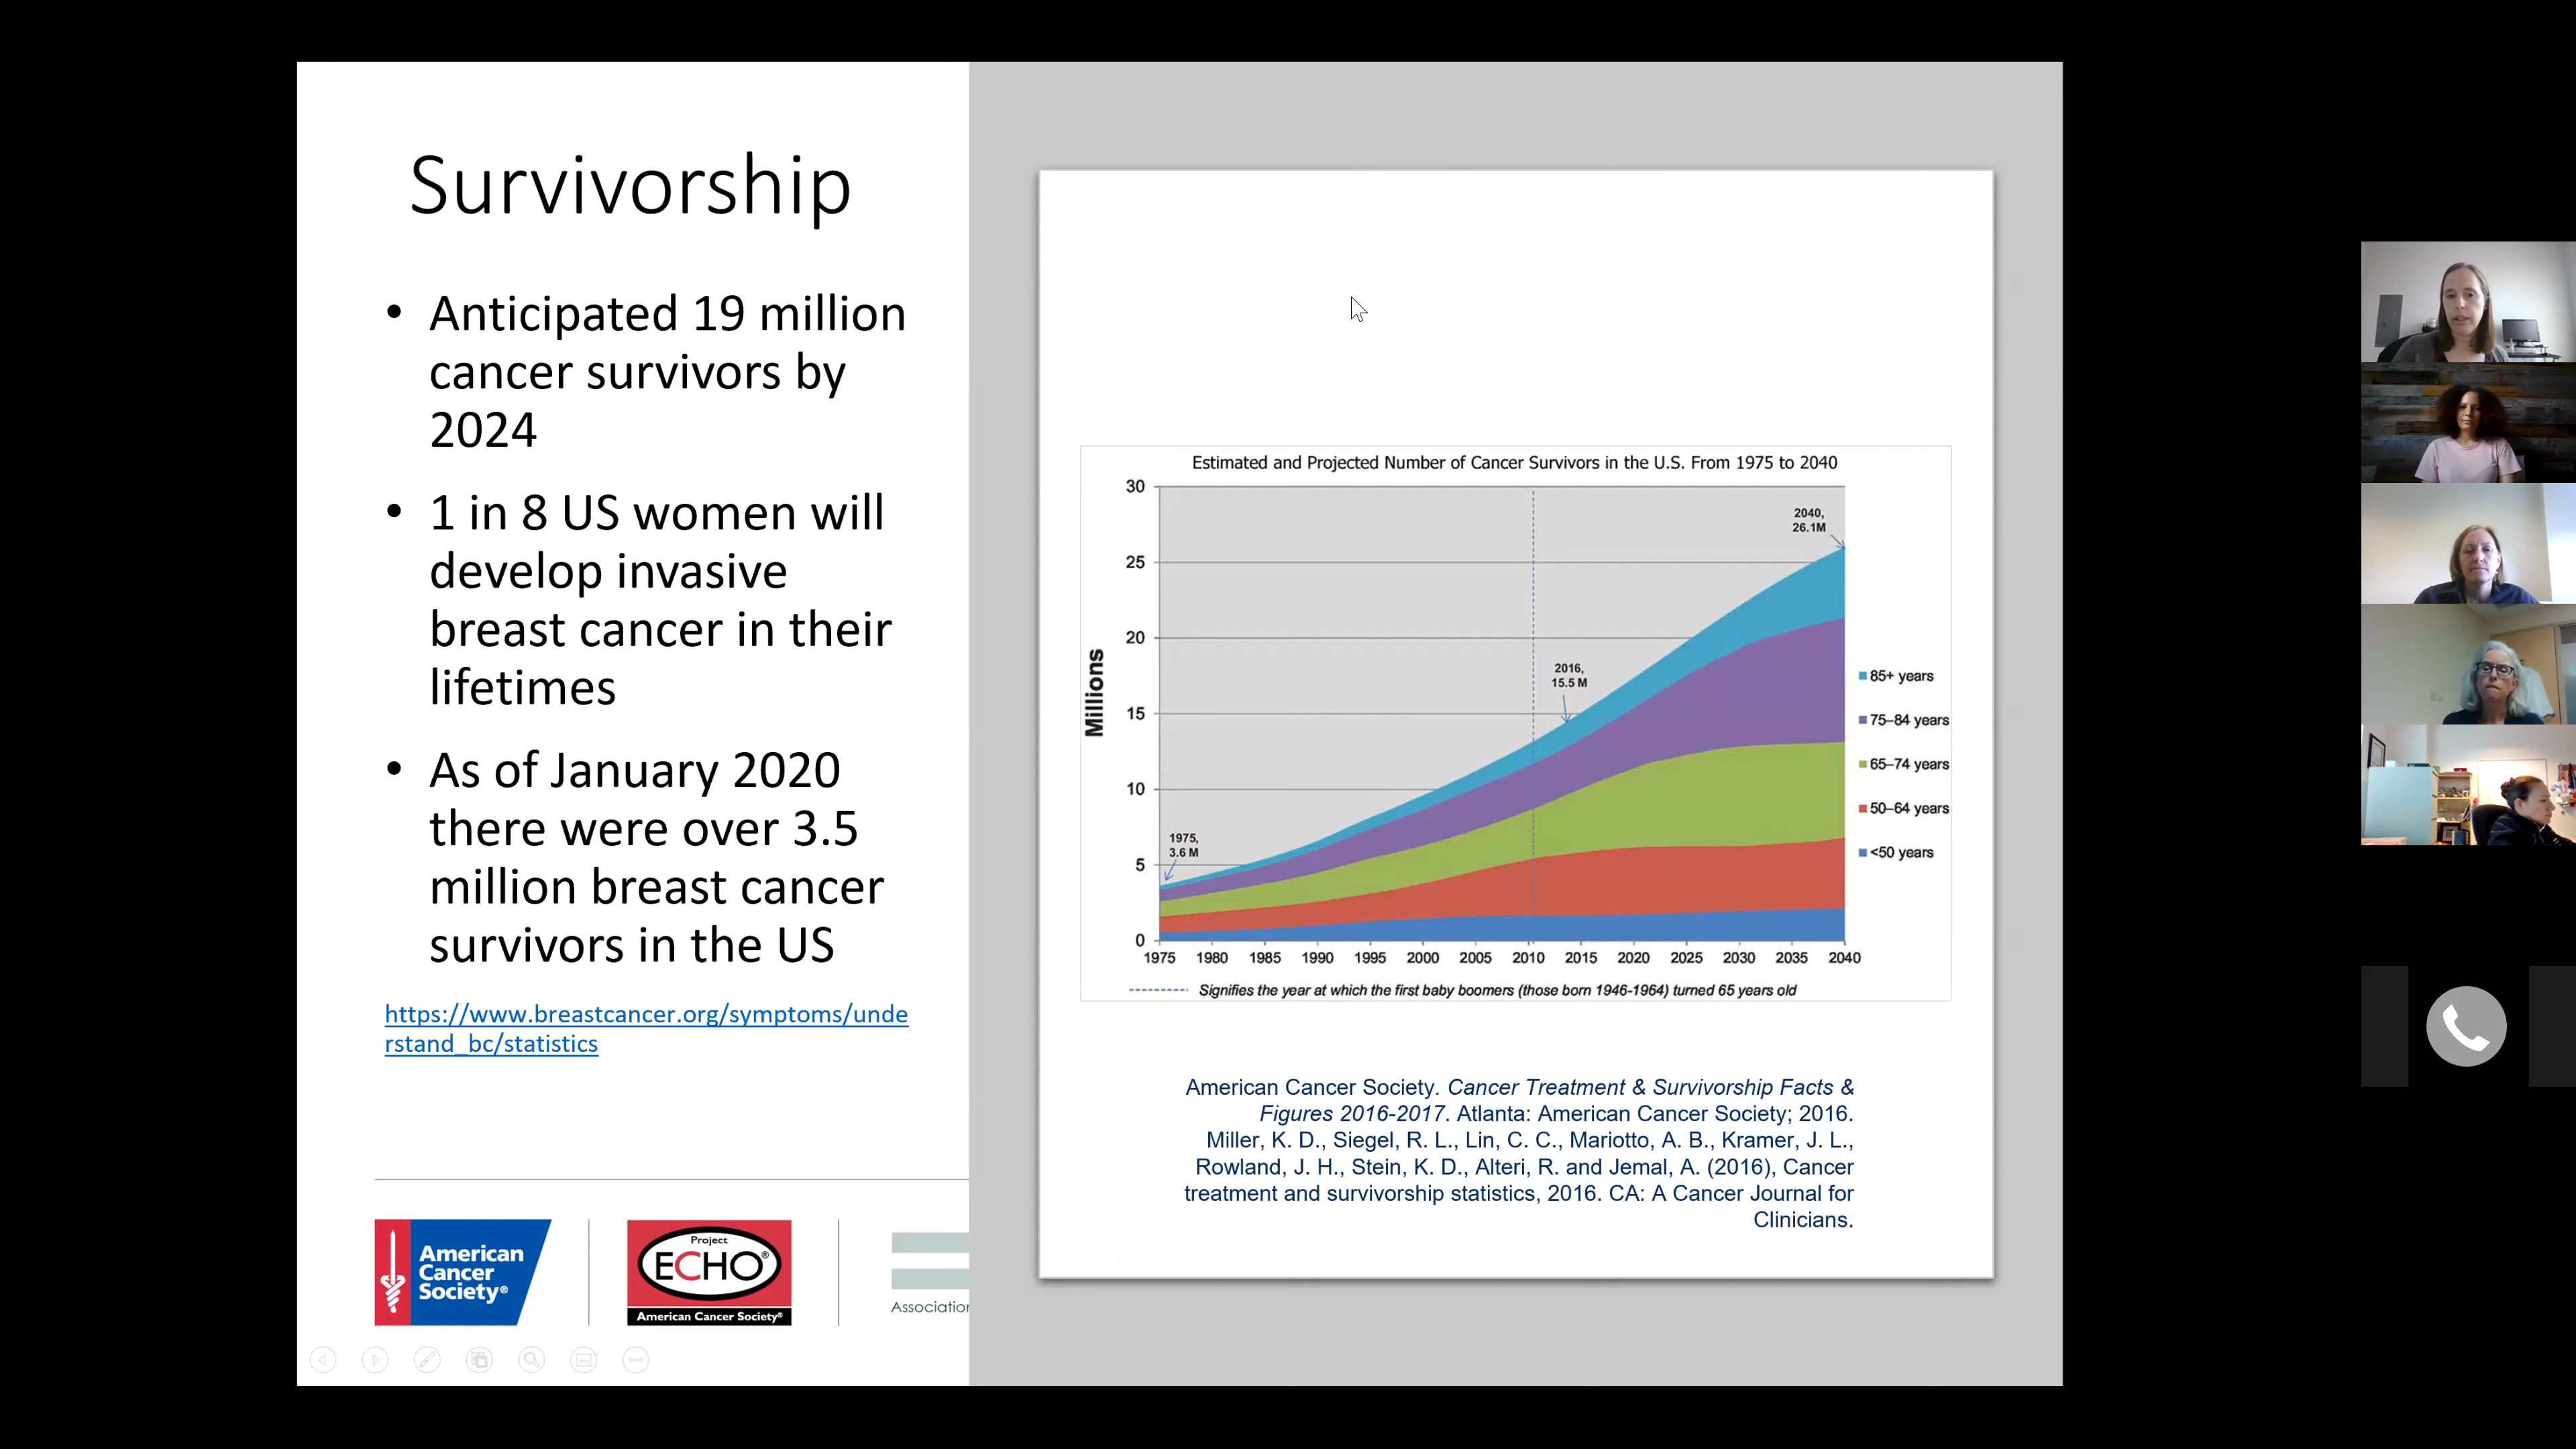 Survivorship
• Anticipated 19 million
cancer survivors by
2024
• 1 in 8 US women will
develop invasive
breast cancer in their
lifetimes
• As of January 2020
there were over 3.5
million breast cancer
survivors in the US
https://www.breastcancer.org/symptoms/unde
rstand_bc/statistics
American
Cancer
Society®
Project
ECHO®
American Cancer Society®
Association
Estimated and Projected Number of Cancer Survivors in the U.S. From 1975 to 2040
Millions
30
25
20
15
10
5
0
1975,
3.6 M
2016,
15.5 M
2040,
26.1M
85+ years
75–84 years
65–74 years
50–64 years
<50 years
1975 1980 1985 1990 1995 2000 2005 2010 2015 2020 2025 2030 2035 2040
Signifies the year at which the first baby boomers (those born 1946-1964) turned 65 years old
American Cancer Society. Cancer Treatment & Survivorship Facts &
Figures 2016-2017. Atlanta: American Cancer Society; 2016.
Miller, K. D., Siegel, R. L., Lin, C. C., Mariotto, A. B., Kramer, J. L.,
Rowland, J. H., Stein, K. D., Alteri, R. and Jemal, A. (2016), Cancer
treatment and survivorship statistics, 2016. CA: A Cancer Journal for
Clinicians.